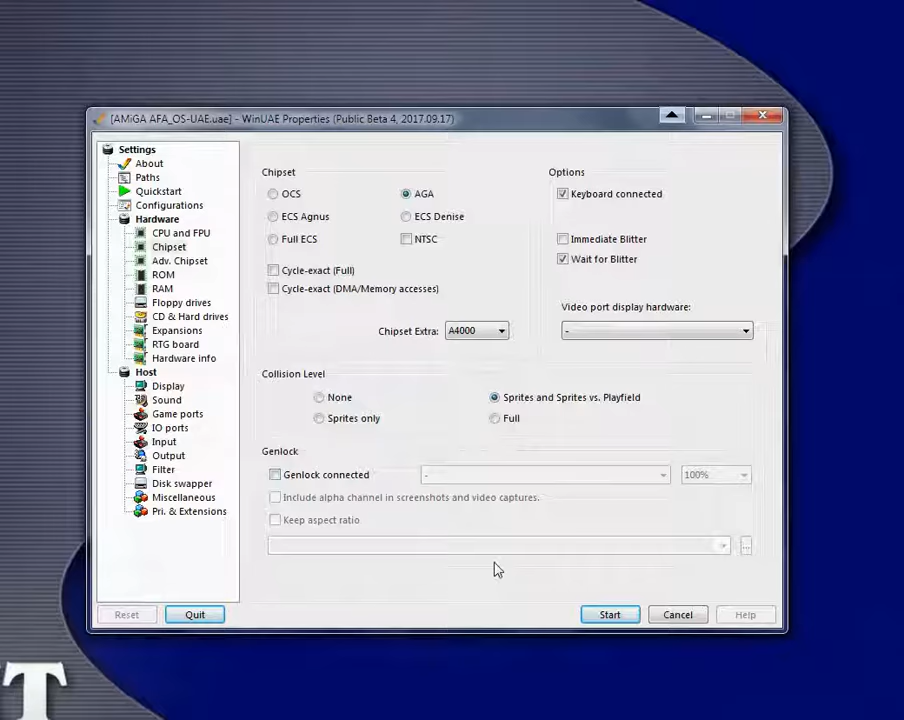 [AMiGA AFA_OS-UAE.uae] - WinUAE Properties (Public Beta 4, 2017.09.17)
Settings
About
Paths
Quickstart
Configurations
Hardware
CPU and FPU
Chipset
Adv. Chipset
ROM
RAM
Floppy drives
CD & Hard drives
Expansions
RTG board
Hardware info
Host
Display
Sound
Game ports
IO ports
Input
Output
Filter
Disk swapper
Miscellaneous
Pri. & Extensions
Chipset
OCS
AGA
ECS Agnus
ECS Denise
Full ECS
NTSC
Cycle-exact (Full)
Cycle-exact (DMA/Memory accesses)
Chipset Extra: A4000
Options
Keyboard connected
Immediate Blitter
Wait for Blitter
Video port display hardware:
-
Collision Level
None
Sprites and Sprites vs. Playfield
Sprites only
Full
Genlock
Genlock connected - 100%
Include alpha channel in screenshots and video captures.
Keep aspect ratio
...
Reset Quit Start Cancel Help
T